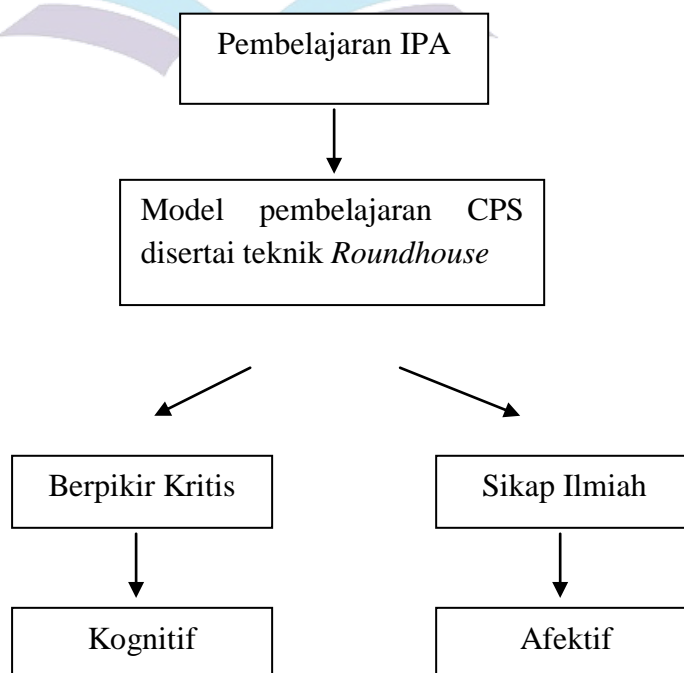 Pembelajaran IPA
Model pembelajaran CPS
disertai teknik Roundhouse
Berpikir Kritis
Sikap Ilmiah
Kognitif
Afektif